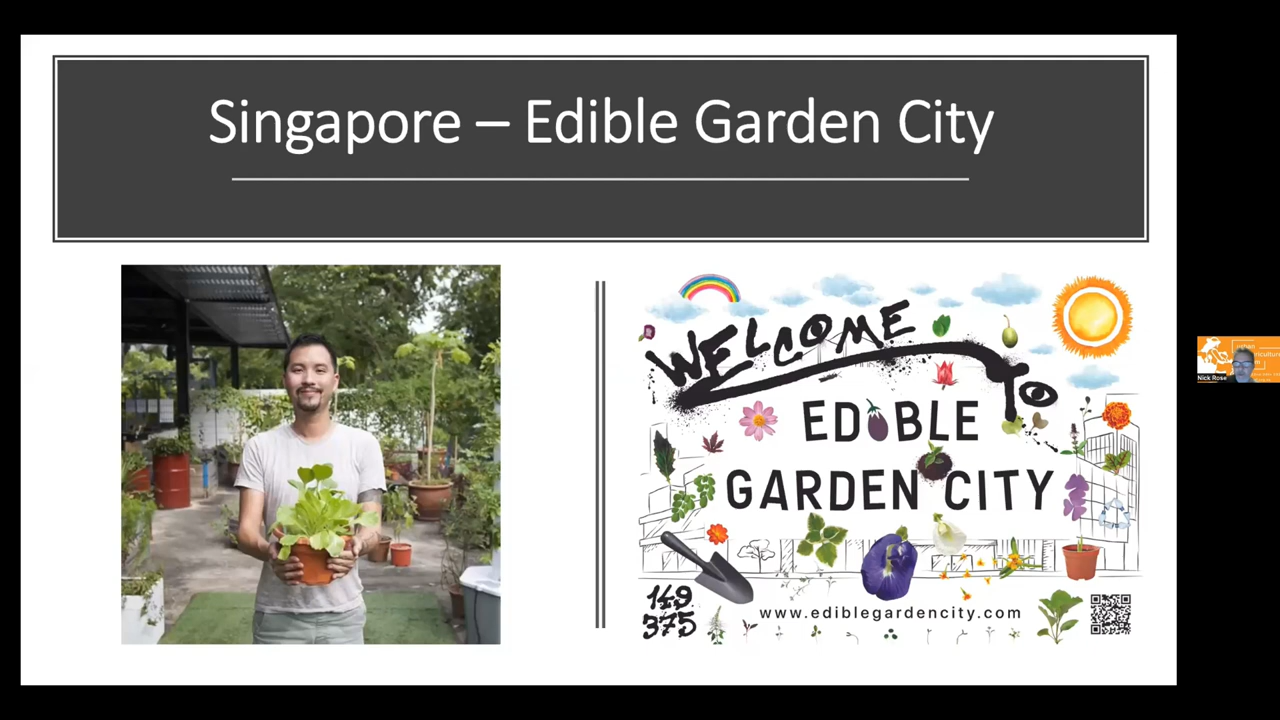 Singapore – Edible Garden City
WELCOME
TO
EDIBLE
GARDEN CITY
149
375
www.ediblegardencity.com
Nick Rose